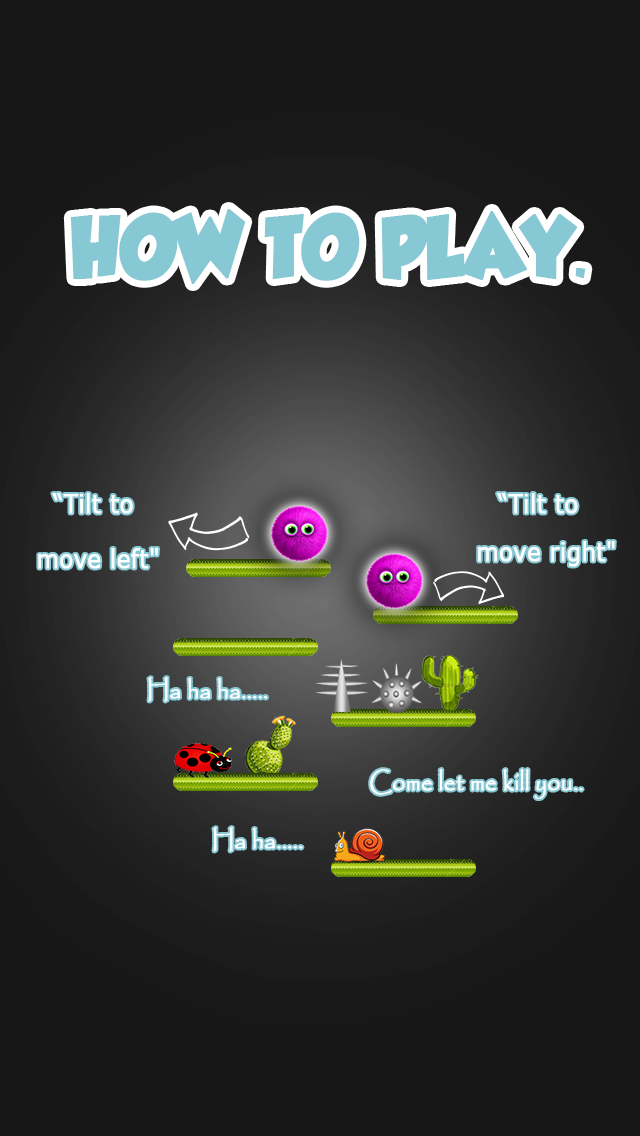 HOW TO PLAY.
“Tilt to
move left"
“Tilt to
move right"
Ha ha ha.....
Come let me kill you..
Ha ha.....